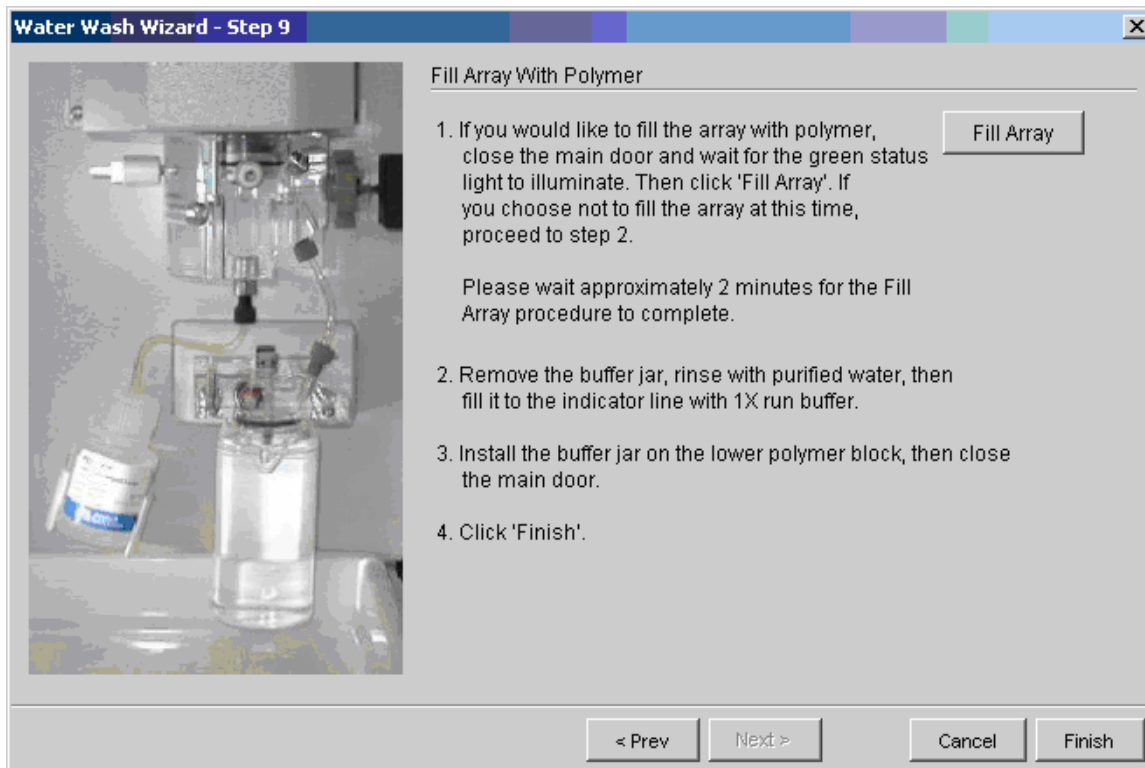 Water Wash Wizard - Step 9
Fill Array With Polymer
1. If you would like to fill the array with polymer,
close the main door and wait for the green status
light to illuminate. Then click 'Fill Array'. If
you choose not to fill the array at this time,
proceed to step 2.
Fill Array
Please wait approximately 2 minutes for the Fill
Array procedure to complete.
2. Remove the buffer jar, rinse with purified water, then
fill it to the indicator line with 1X run buffer.
3. Install the buffer jar on the lower polymer block, then close
the main door.
4. Click 'Finish'.
< Prev
Next >
Cancel
Finish